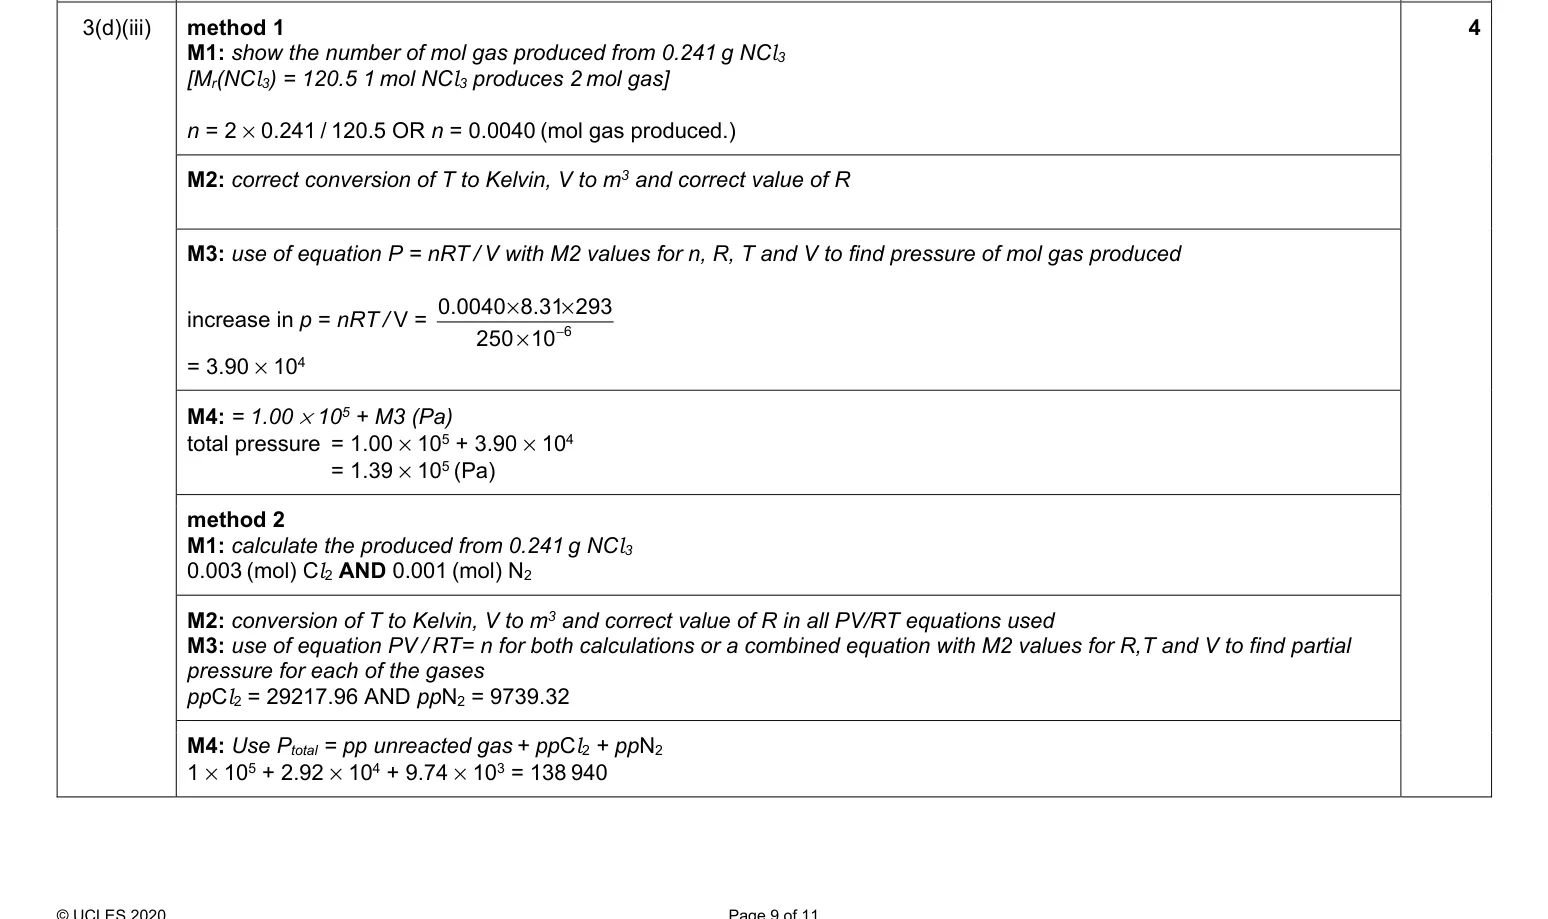 3(d)(iii)
method 1
4
M1: show the number of mol gas produced from 0.241 g NCl₃
[Mᵣ(NCl₃) = 120.5 1 mol NCl₃ produces 2 mol gas]
n = 2 × 0.241 / 120.5 OR n = 0.0040 (mol gas produced.)
M2: correct conversion of T to Kelvin, V to m³ and correct value of R
M3: use of equation P = nRT / V with M2 values for n, R, T and V to find pressure of mol gas produced
increase in p = nRT / V = 0.0040×8.31×293
250×10⁻⁶
= 3.90 × 10⁴
M4: = 1.00 × 10⁵ + M3 (Pa)
total pressure = 1.00 × 10⁵ + 3.90 × 10⁴
= 1.39 × 10⁵ (Pa)
method 2
M1: calculate the produced from 0.241 g NCl₃
0.003 (mol) Cl₂ AND 0.001 (mol) N₂
M2: conversion of T to Kelvin, V to m³ and correct value of R in all PV/RT equations used
M3: use of equation PV / RT= n for both calculations or a combined equation with M2 values for R,T and V to find partial
pressure for each of the gases
ppCl₂ = 29217.96 AND ppN₂ = 9739.32
M4: Use Pₜₒₜₐₗ = pp unreacted gas + ppCl₂ + ppN₂
1 × 10⁵ + 2.92 × 10⁴ + 9.74 × 10³ = 138 940
© UCLES 2020
Page 9 of 11